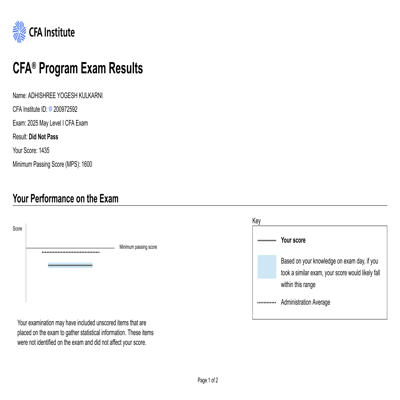 CFA Institute
CFA® Program Exam Results
Name: ADHISHREE YOGESH KULKARNI
CFA Institute ID: 200972592
Exam: 2025 May Level I CFA Exam
Result: Did Not Pass
Your Score: 1435
Minimum Passing Score (MPS): 1600
Your Performance on the Exam
Score
Minimum passing score
Key
Your score
Based on your knowledge on exam day, if you
took a similar exam, your score would likely fall
within this range
Administration Average
Your examination may have included unscored items that are
placed on the exam to gather statistical information. These items
were not identified on the exam and did not affect your score.
Page 1 of 2